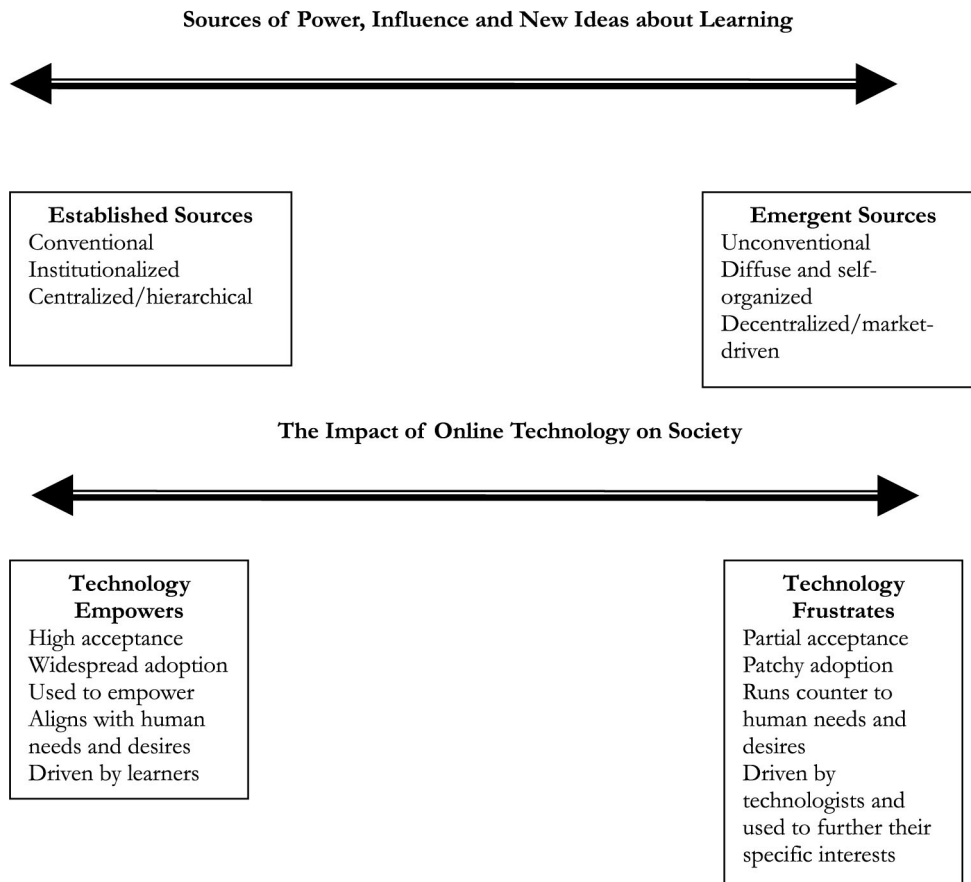 Sources of Power, Influence and New Ideas about Learning
Established Sources
Conventional
Institutionalized
Centralized/hierarchical
Emergent Sources
Unconventional
Diffuse and self-
organized
Decentralized/market-
driven
The Impact of Online Technology on Society
Technology
Empowers
High acceptance
Widespread adoption
Used to empower
Aligns with human
needs and desires
Driven by learners
Technology
Frustrates
Partial acceptance
Patchy adoption
Runs counter to
human needs and
desires
Driven by
technologists and
used to further their
specific interests